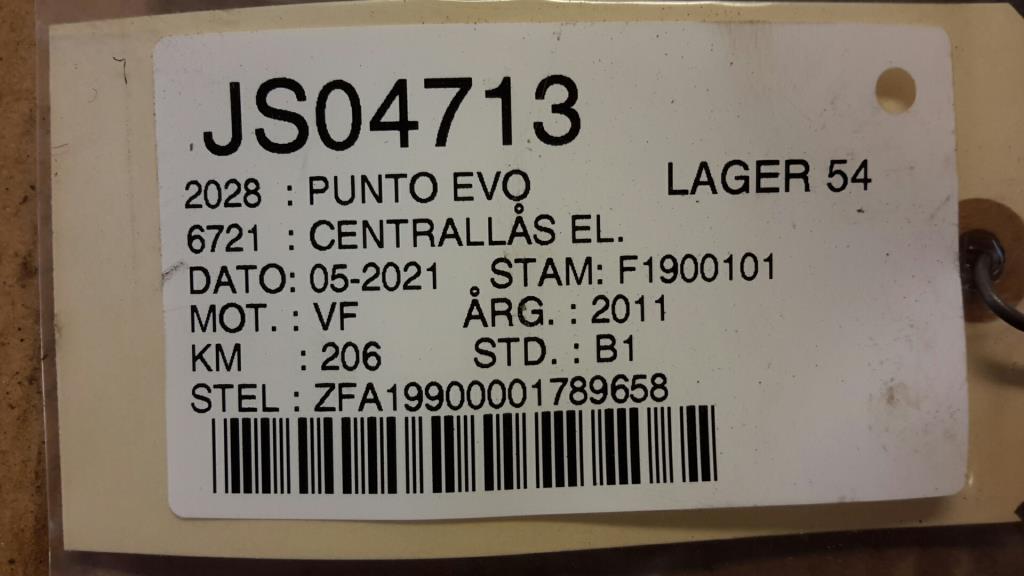 JS04713
2028 : PUNTO EVO LAGER 54
6721 : CENTRALLÅS EL.
DATO: 05-2021 STAM: F1900101
MOT. : VF ÅRG. : 2011
KM : 206 STD. : B1
STEL : ZFA19900001789658